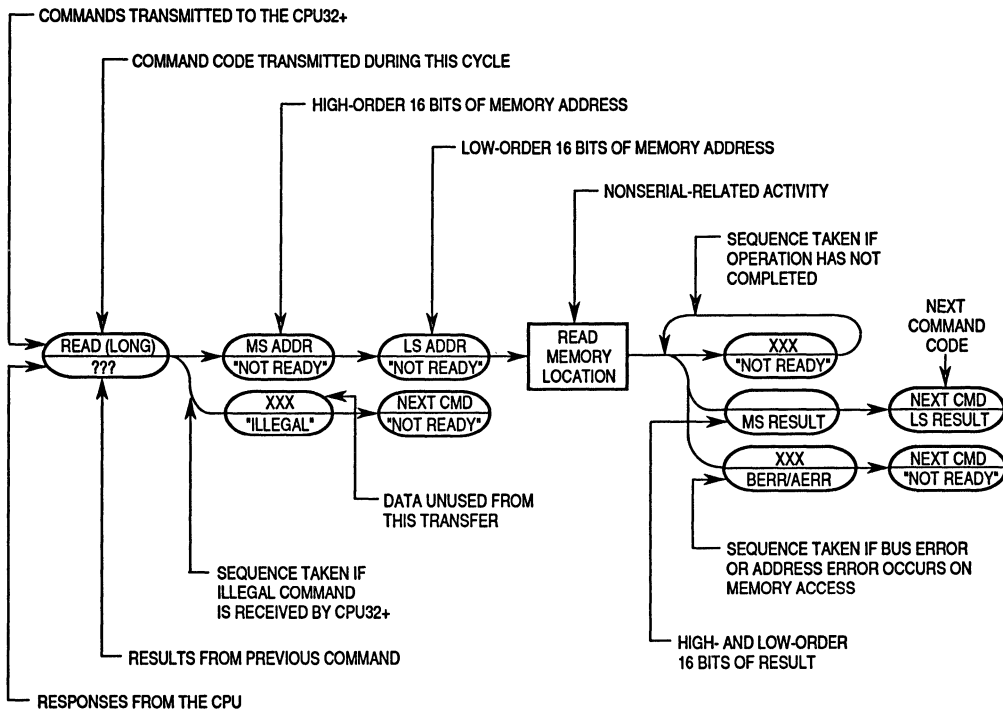 COMMANDS TRANSMITTED TO THE CPU32+
COMMAND CODE TRANSMITTED DURING THIS CYCLE
HIGH-ORDER 16 BITS OF MEMORY ADDRESS
LOW-ORDER 16 BITS OF MEMORY ADDRESS
NONSERIAL-RELATED ACTIVITY
SEQUENCE TAKEN IF
OPERATION HAS NOT
COMPLETED
NEXT
COMMAND
CODE
READ (LONG)
???
MS ADDR
"NOT READY"
LS ADDR
"NOT READY"
READ
MEMORY
LOCATION
XXX
"NOT READY"
XXX
"ILLEGAL"
NEXT CMD
"NOT READY"
MS RESULT
NEXT CMD
LS RESULT
XXX
BERR/AERR
NEXT CMD
"NOT READY"
DATA UNUSED FROM
THIS TRANSFER
SEQUENCE TAKEN IF
ILLEGAL COMMAND
IS RECEIVED BY CPU32+
SEQUENCE TAKEN IF BUS ERROR
OR ADDRESS ERROR OCCURS ON
MEMORY ACCESS
HIGH- AND LOW-ORDER
16 BITS OF RESULT
RESULTS FROM PREVIOUS COMMAND
RESPONSES FROM THE CPU